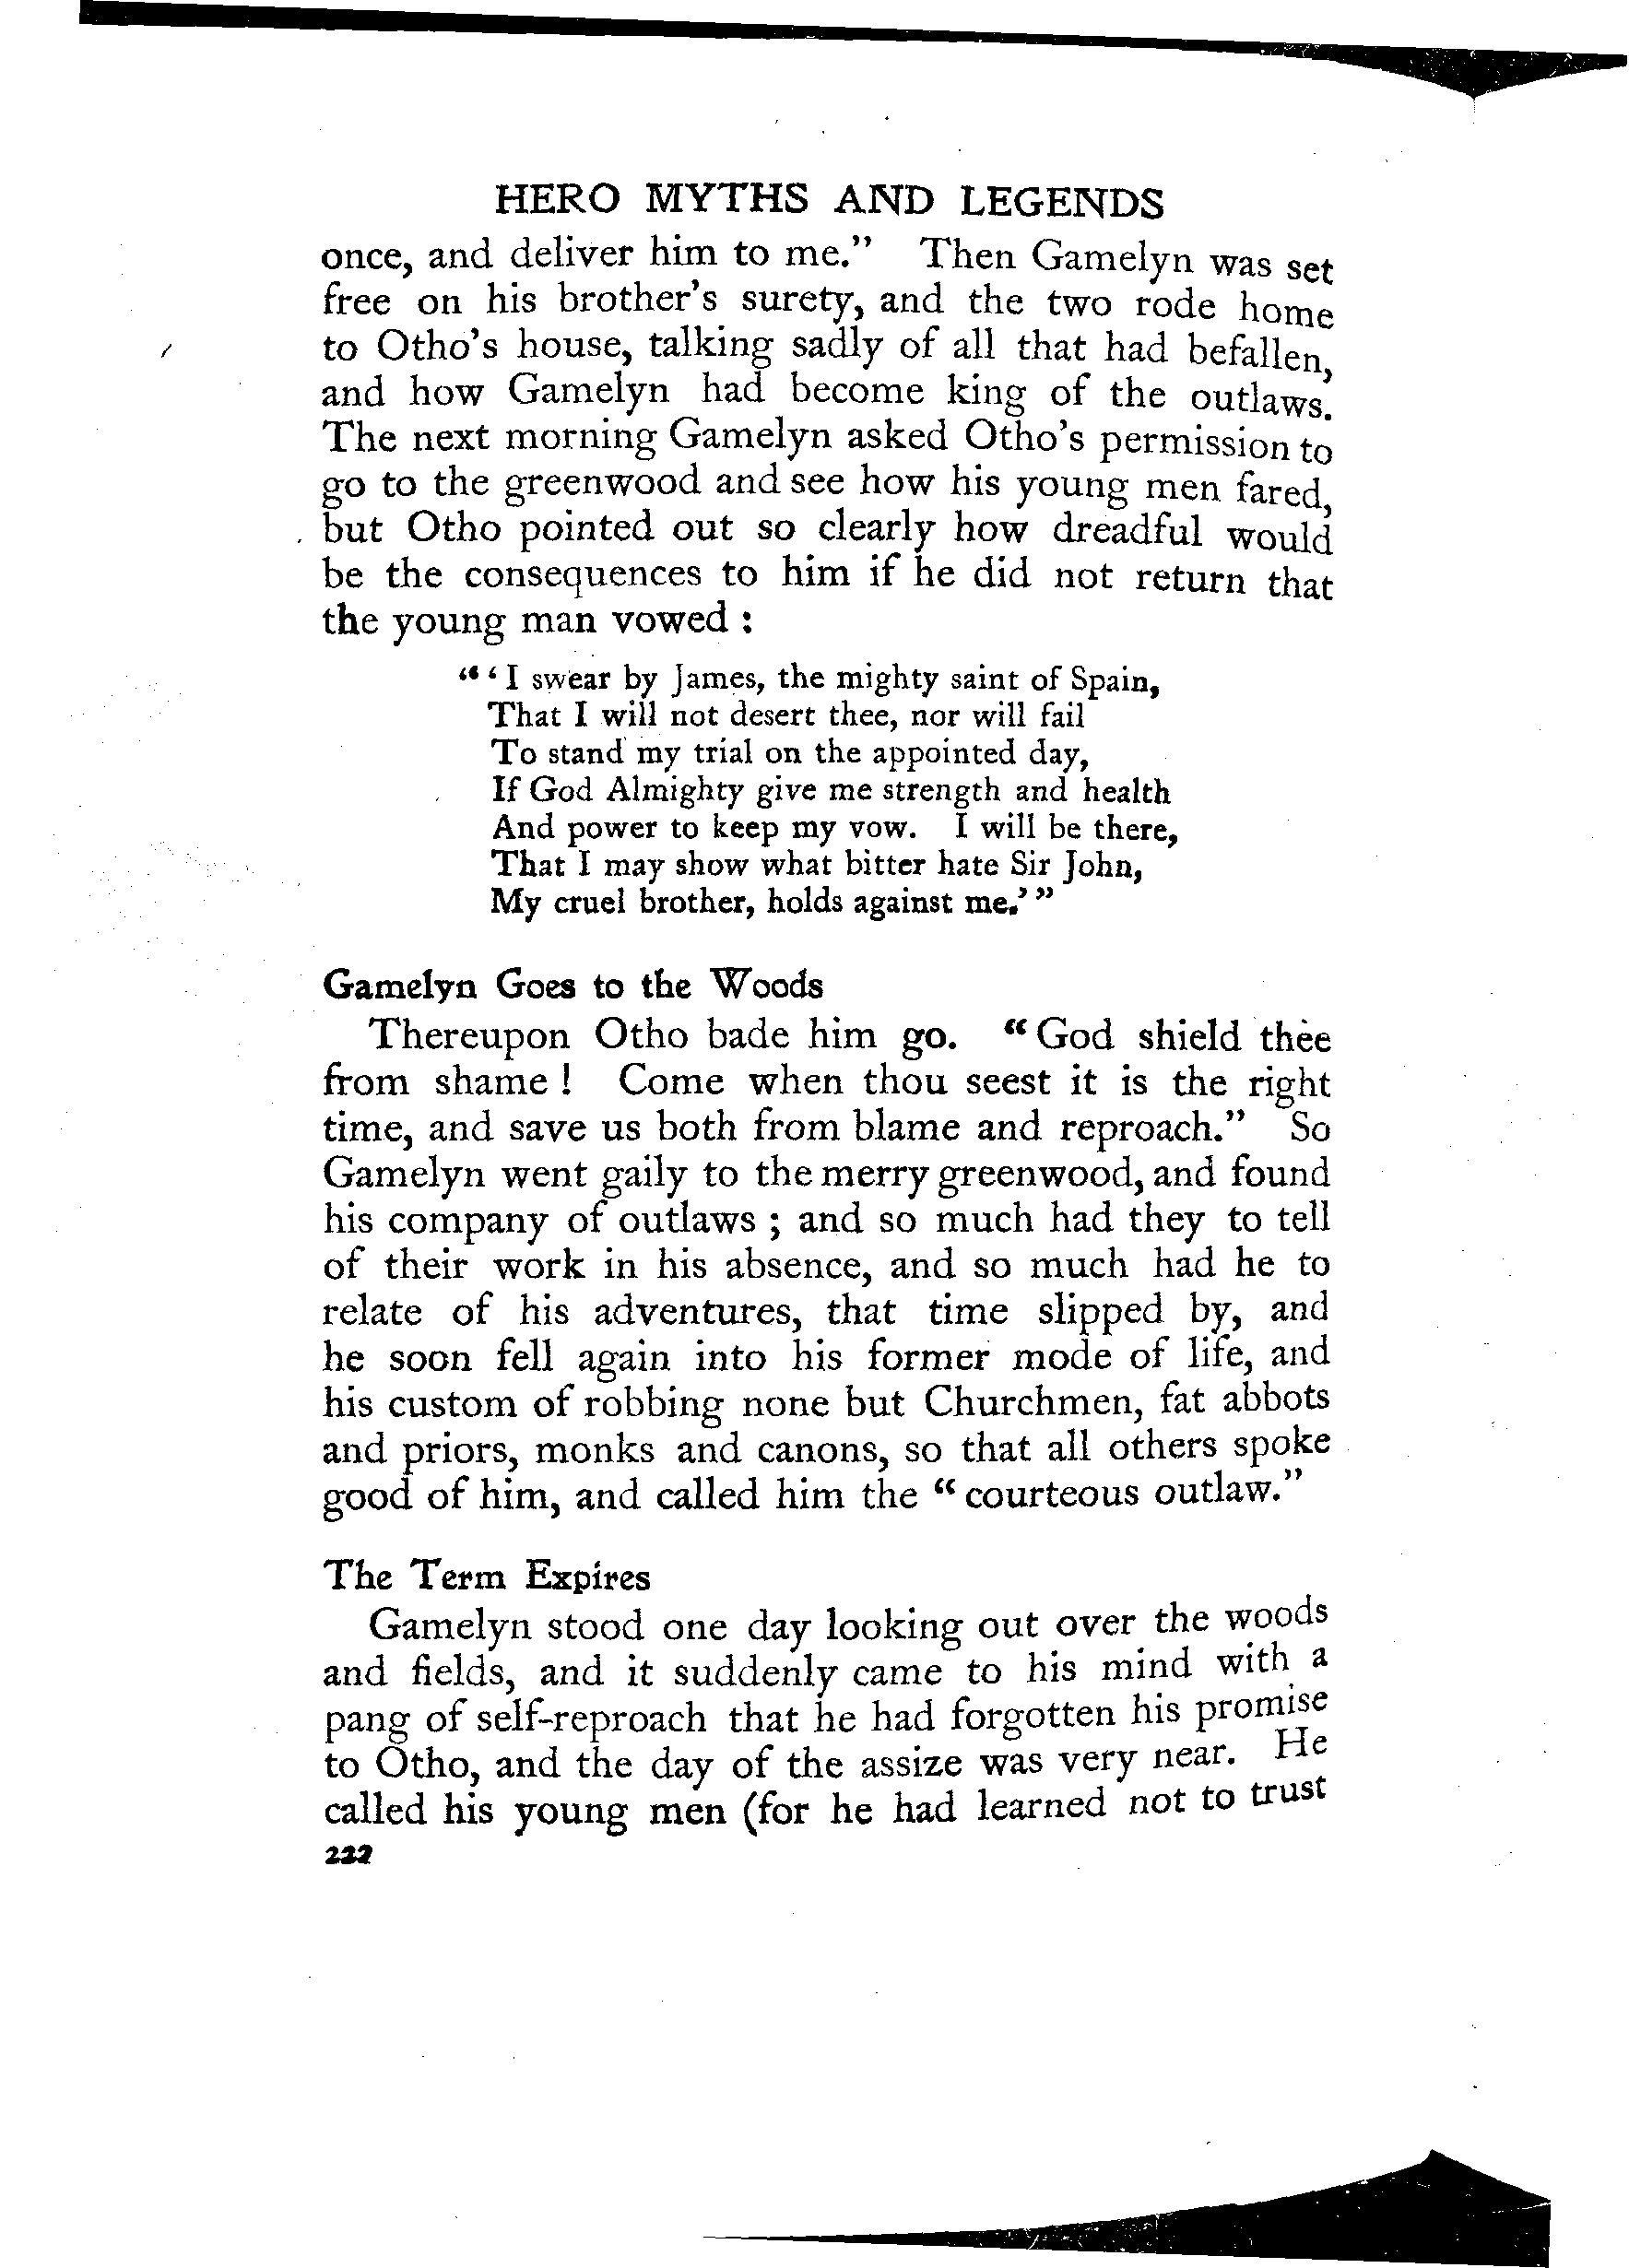 HERO MYTHS AND LEGENDS
once, and deliver him to me." Then Gamelyn was set
free on his brother's surety, and the two rode home
to Otho's house, talking sadly of all that had befallen,
and how Gamelyn had become king of the outlaws.
The next morning Gamelyn asked Otho's permission to
go to the greenwood and see how his young men fared,
but Otho pointed out so clearly how dreadful would
be the consequences to him if he did not return that
the young man vowed :
"'I swear by James, the mighty saint of Spain,
That I will not desert thee, nor will fail
To stand my trial on the appointed day,
If God Almighty give me strength and health
And power to keep my vow. I will be there,
That I may show what bitter hate Sir John,
My cruel brother, holds against me.'"
Gamelyn Goes to the Woods
Thereupon Otho bade him go. "God shield thee
from shame ! Come when thou seest it is the right
time, and save us both from blame and reproach." So
Gamelyn went gaily to the merry greenwood, and found
his company of outlaws ; and so much had they to tell
of their work in his absence, and so much had he to
relate of his adventures, that time slipped by, and
he soon fell again into his former mode of life, and
his custom of robbing none but Churchmen, fat abbots
and priors, monks and canons, so that all others spoke
good of him, and called him the "courteous outlaw."
The Term Expires
Gamelyn stood one day looking out over the woods
and fields, and it suddenly came to his mind with a
pang of self-reproach that he had forgotten his promise
to Otho, and the day of the assize was very near. He
called his young men (for he had learned not to trust
222